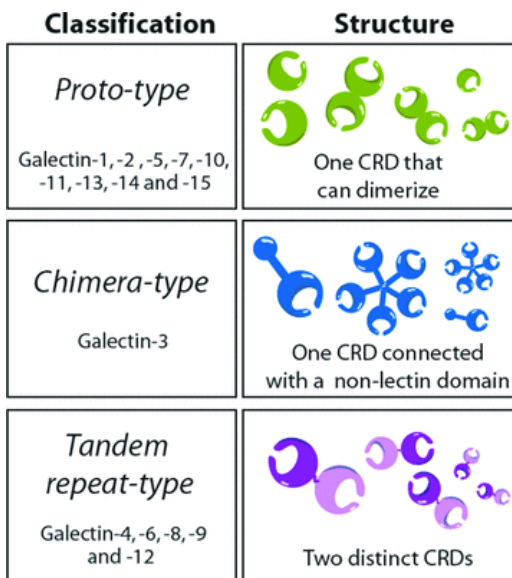 Classification
Structure
Proto-type
Galectin-1, -2 , -5, -7, -10,
-11, -13, -14 and -15
One CRD that
can dimerize
Chimera-type
Galectin-3
One CRD connected
with a non-lectin domain
Tandem
repeat-type
Galectin-4, -6, -8, -9
and -12
Two distinct CRDs